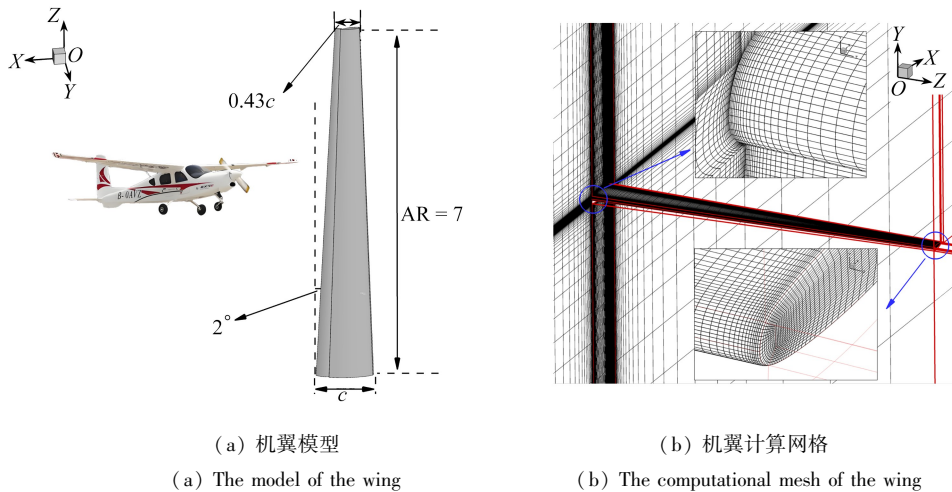 Z
X
O
Y
0.43c
B-0AVZ
AR = 7
2°
c
Y
X
O
Z
(a) 机翼模型
(a) The model of the wing
(b) 机翼计算网格
(b) The computational mesh of the wing